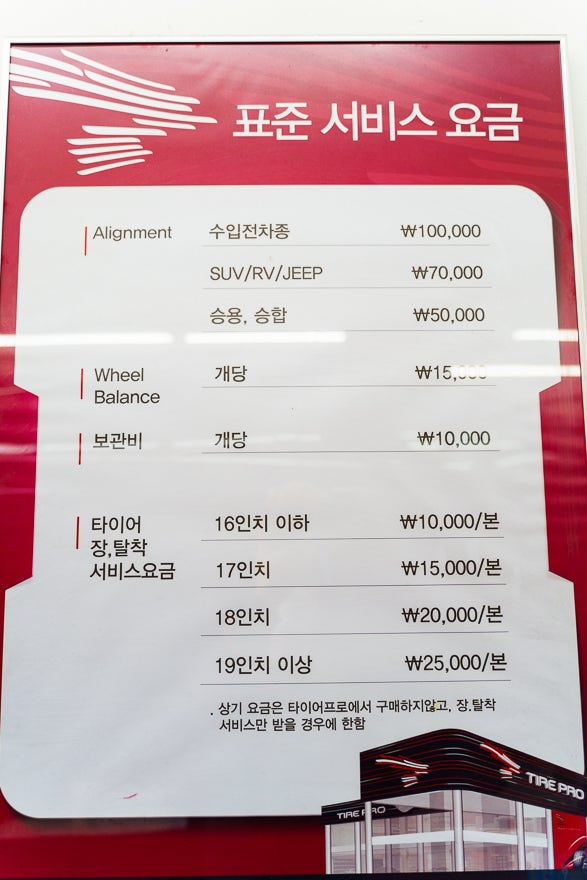 표준 서비스 요금
Alignment 수입전차종 ₩100,000
SUV/RV/JEEP ₩70,000
승용, 승합 ₩50,000
Wheel Balance 개당 ₩15,000
보관비 개당 ₩10,000
타이어 장,탈착 서비스요금
16인치 이하 ₩10,000/본
17인치 ₩15,000/본
18인치 ₩20,000/본
19인치 이상 ₩25,000/본
. 상기 요금은 타이어프로에서 구매하지않고, 장,탈착
서비스만 받을 경우에 한함
TIRE PRO
TIRE PRO